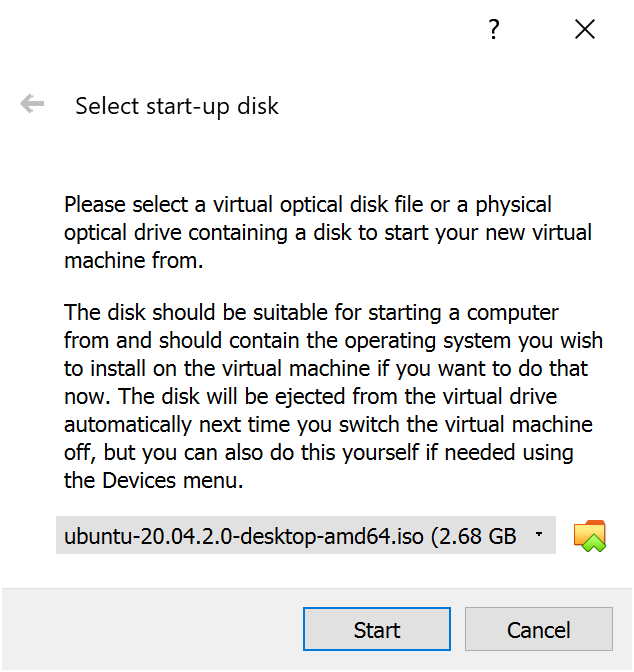 ?
Select start-up disk
Please select a virtual optical disk file or a physical
optical drive containing a disk to start your new virtual
machine from.
The disk should be suitable for starting a computer
from and should contain the operating system you wish
to install on the virtual machine if you want to do that
now. The disk will be ejected from the virtual drive
automatically next time you switch the virtual machine
off, but you can also do this yourself if needed using
the Devices menu.
ubuntu-20.04.2.0-desktop-amd64.iso (2.68 GB
Start
Cancel